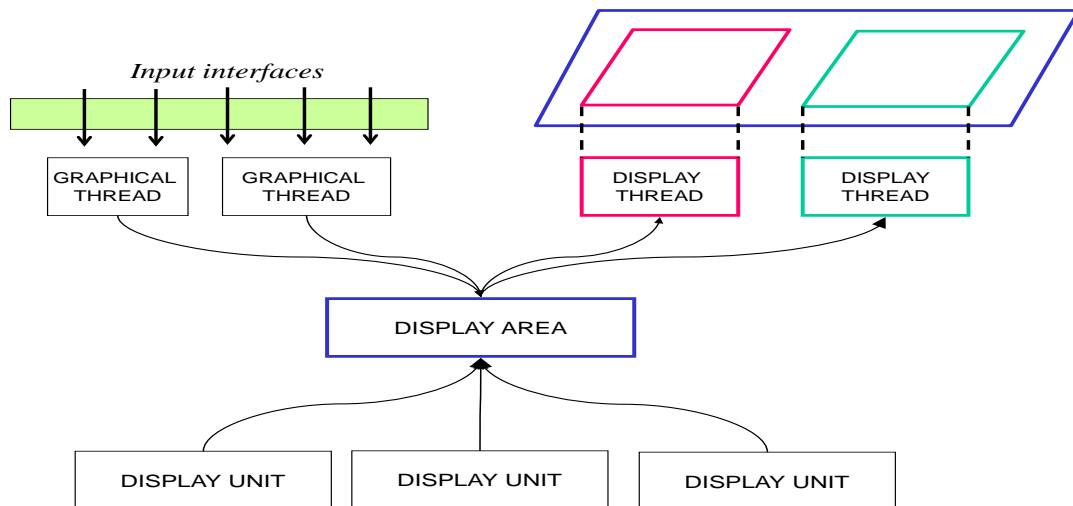 Input interfaces
GRAPHICAL
THREAD
GRAPHICAL
THREAD
DISPLAY
THREAD
DISPLAY
THREAD
DISPLAY AREA
DISPLAY UNIT
DISPLAY UNIT
DISPLAY UNIT